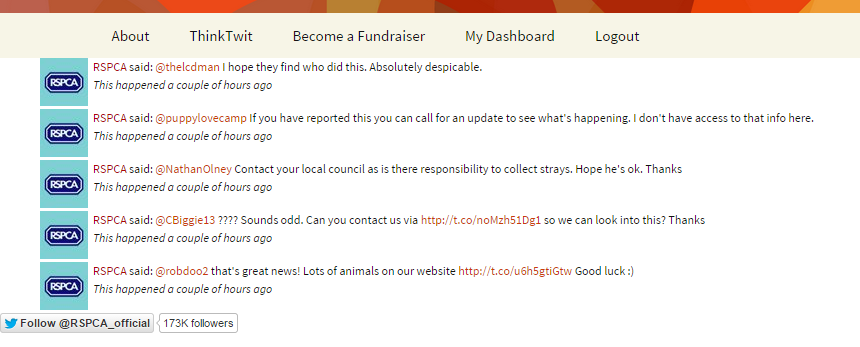 About ThinkTwit Become a Fundraiser My Dashboard Logout
RSPCA
RSPCA said: @thelcdman I hope they find who did this. Absolutely despicable.
This happened a couple of hours ago
RSPCA
RSPCA said: @puppylovecamp If you have reported this you can call for an update to see what's happening. I don't have access to that info here.
This happened a couple of hours ago
RSPCA
RSPCA said: @NathanOlney Contact your local council as is there responsibility to collect strays. Hope he's ok. Thanks
This happened a couple of hours ago
RSPCA
RSPCA said: @CBiggie13 ???? Sounds odd. Can you contact us via http://t.co/noMzh51Dg1 so we can look into this? Thanks
This happened a couple of hours ago
RSPCA
RSPCA said: @robdoo2 that's great news! Lots of animals on our website http://t.co/u6h5gtiGtw Good luck :)
This happened a couple of hours ago
Follow @RSPCA_official 173K followers